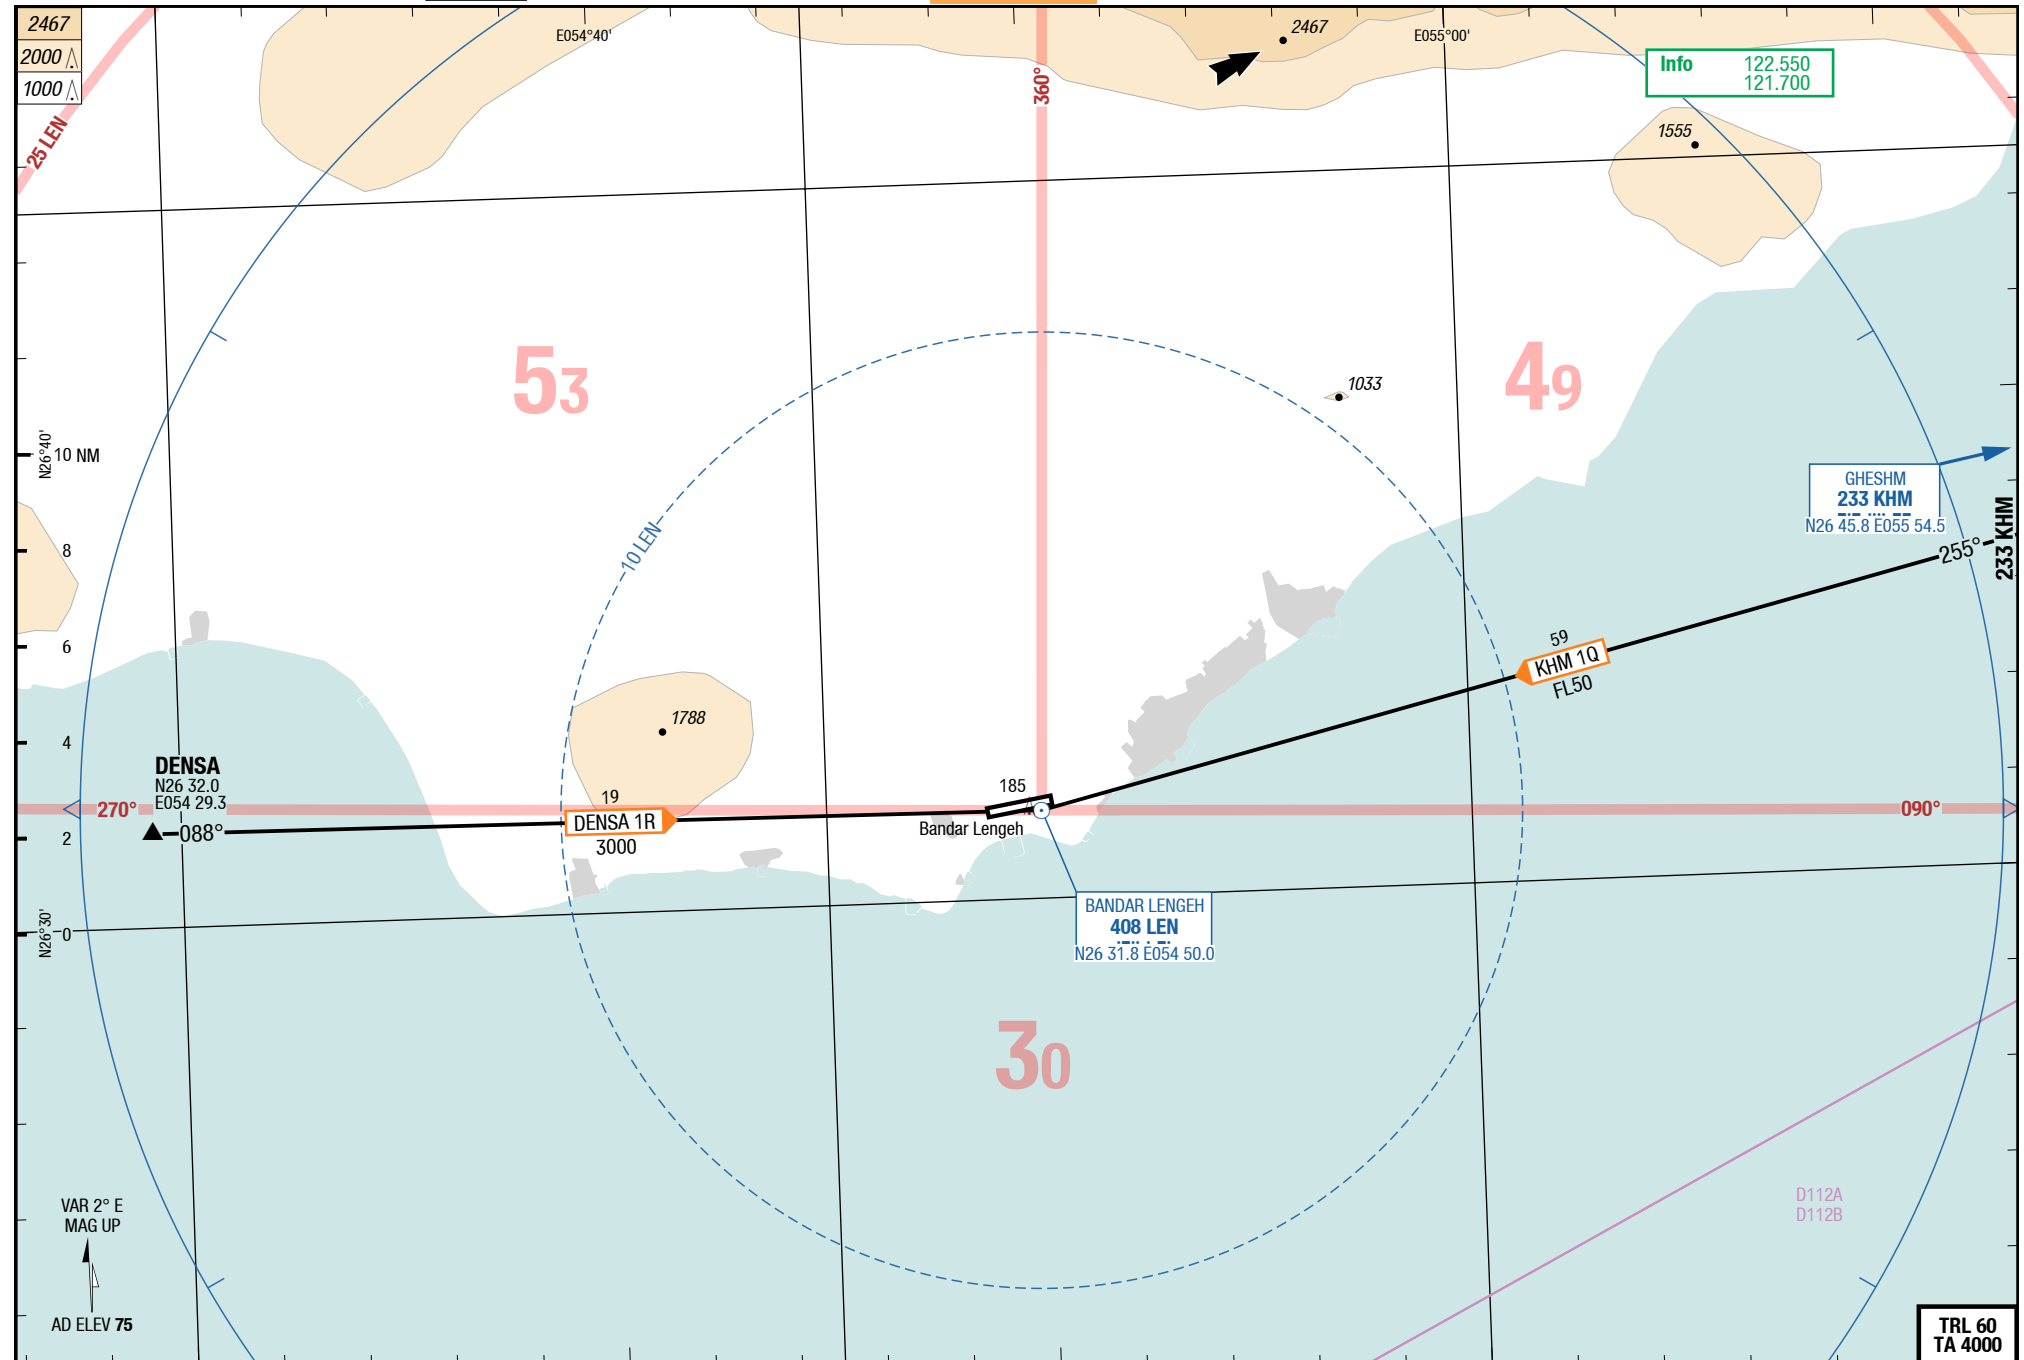 2467
2000
1000
25 LEN
E054°40'
360°
2467
E055°00'
Info 122.550
121.700
1555
53
49
1033
N26°40'
10 NM
8
6
4
2
0
N26°30'
10 LEN
GHESHM
233 KHM
N26 45.8 E055 54.5
255°
233 KHM
59
KHM 1Q
FL50
1788
DENSA
N26 32.0
E054 29.3
270°
088°
19
DENSA 1R
3000
185
Bandar Lengeh
090°
BANDAR LENGEH
408 LEN
N26 31.8 E054 50.0
30
D112A
D112B
VAR 2° E
MAG UP
AD ELEV 75
TRL 60
TA 4000